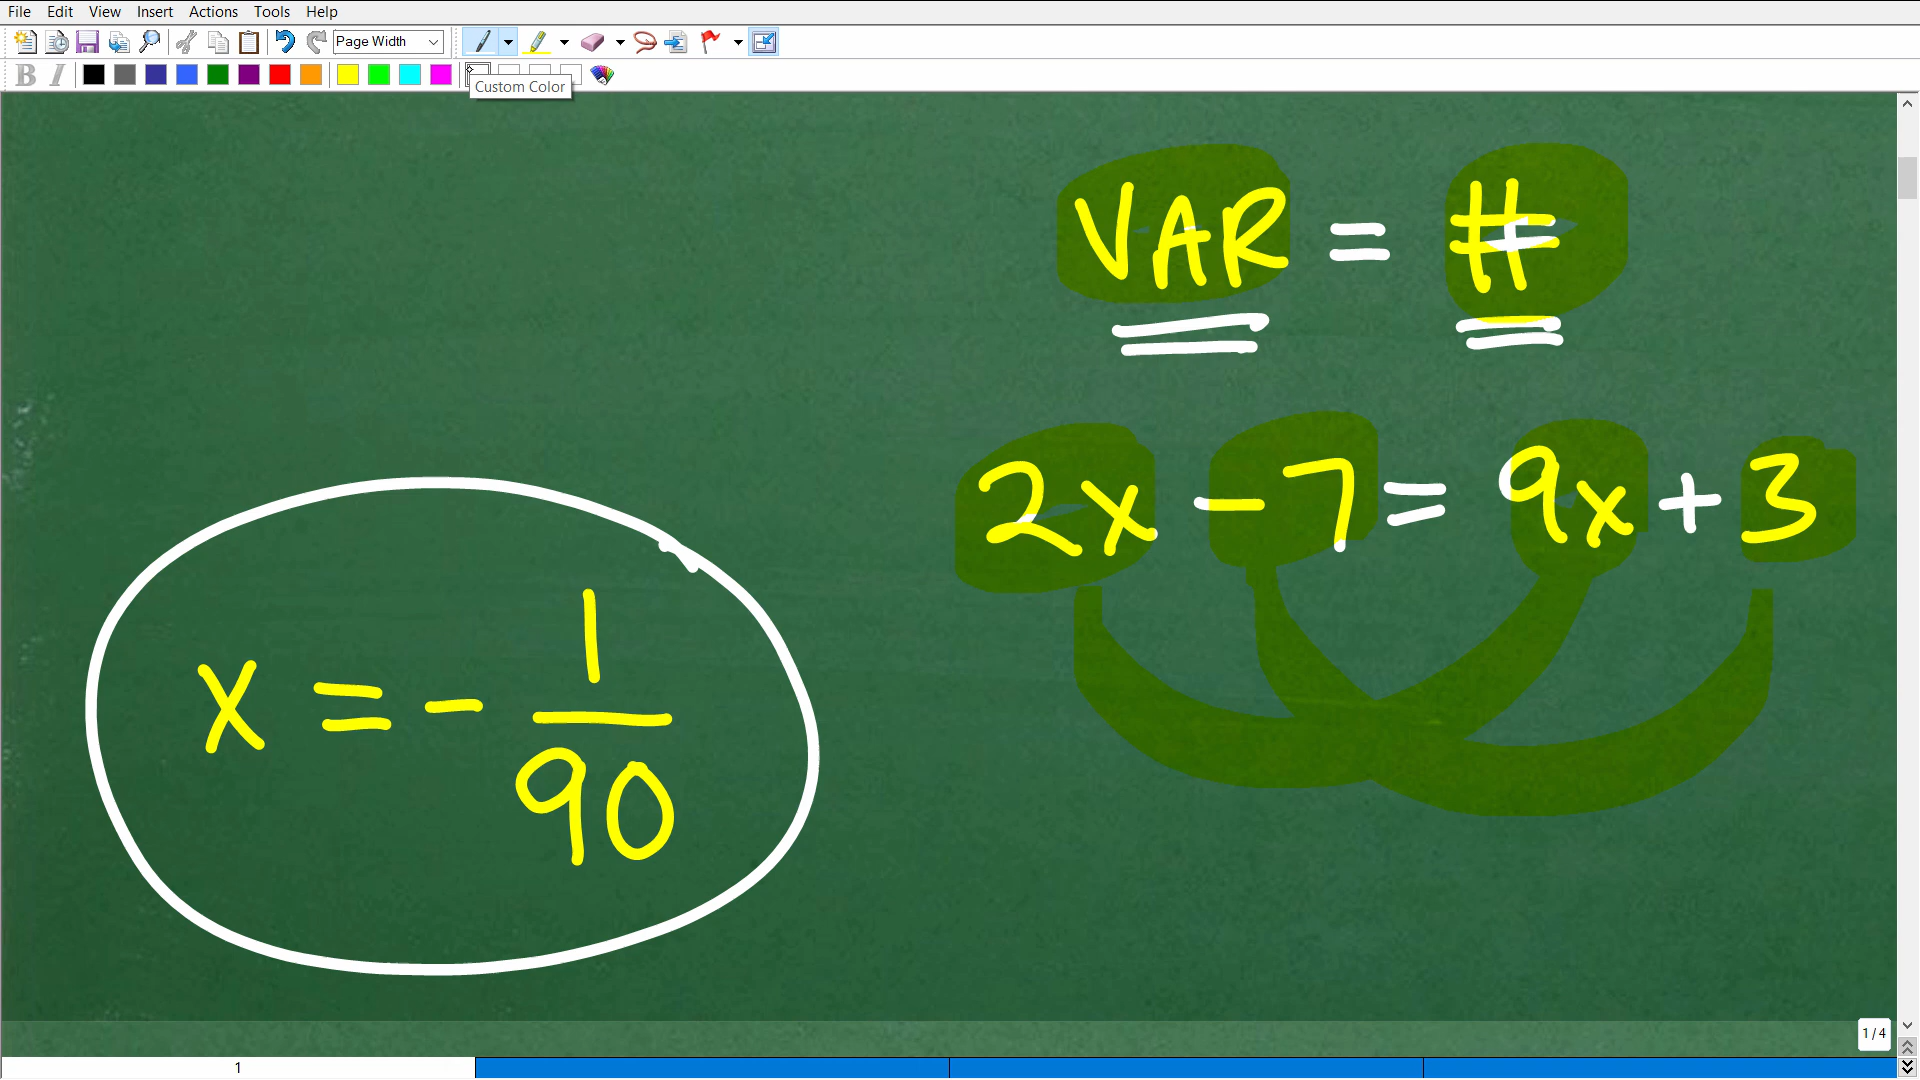 File Edit View Insert Actions Tools Help
Page Width
B I
Custom Color
VAR = #
2x - 7 = 9x + 3
x = - 1/90
1 / 4
1